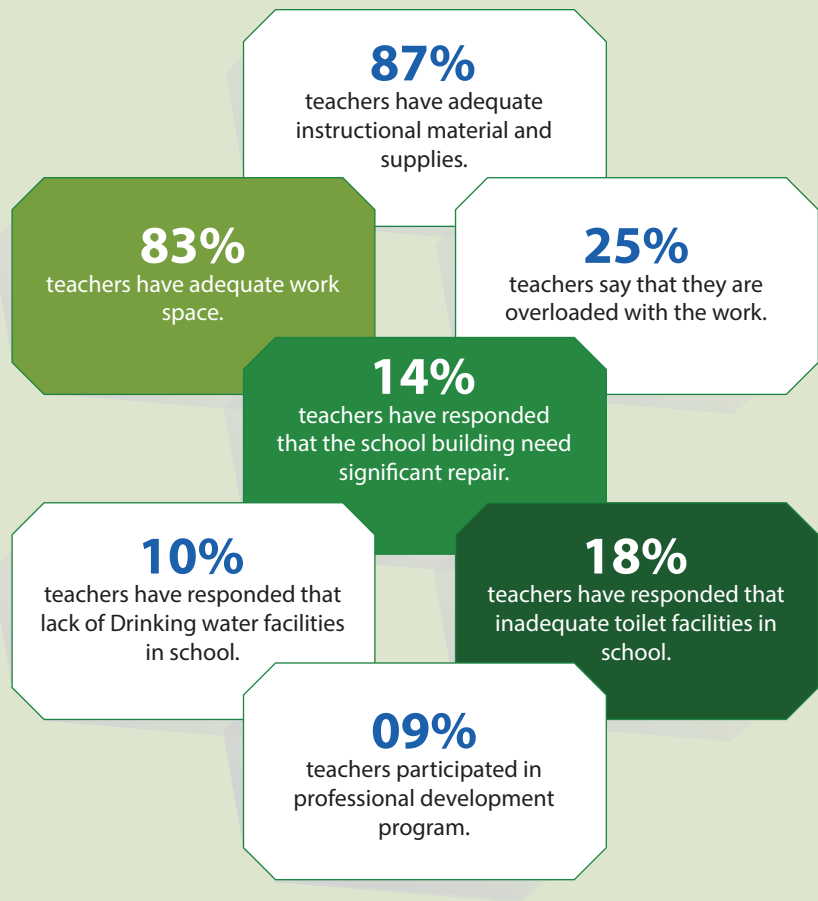 87%
teachers have adequate
instructional material and
supplies.
83%
teachers have adequate work
space.
25%
teachers say that they are
overloaded with the work.
14%
teachers have responded
that the school building need
significant repair.
10%
teachers have responded that
lack of Drinking water facilities
in school.
18%
teachers have responded that
inadequate toilet facilities in
school.
09%
teachers participated in
professional development
program.